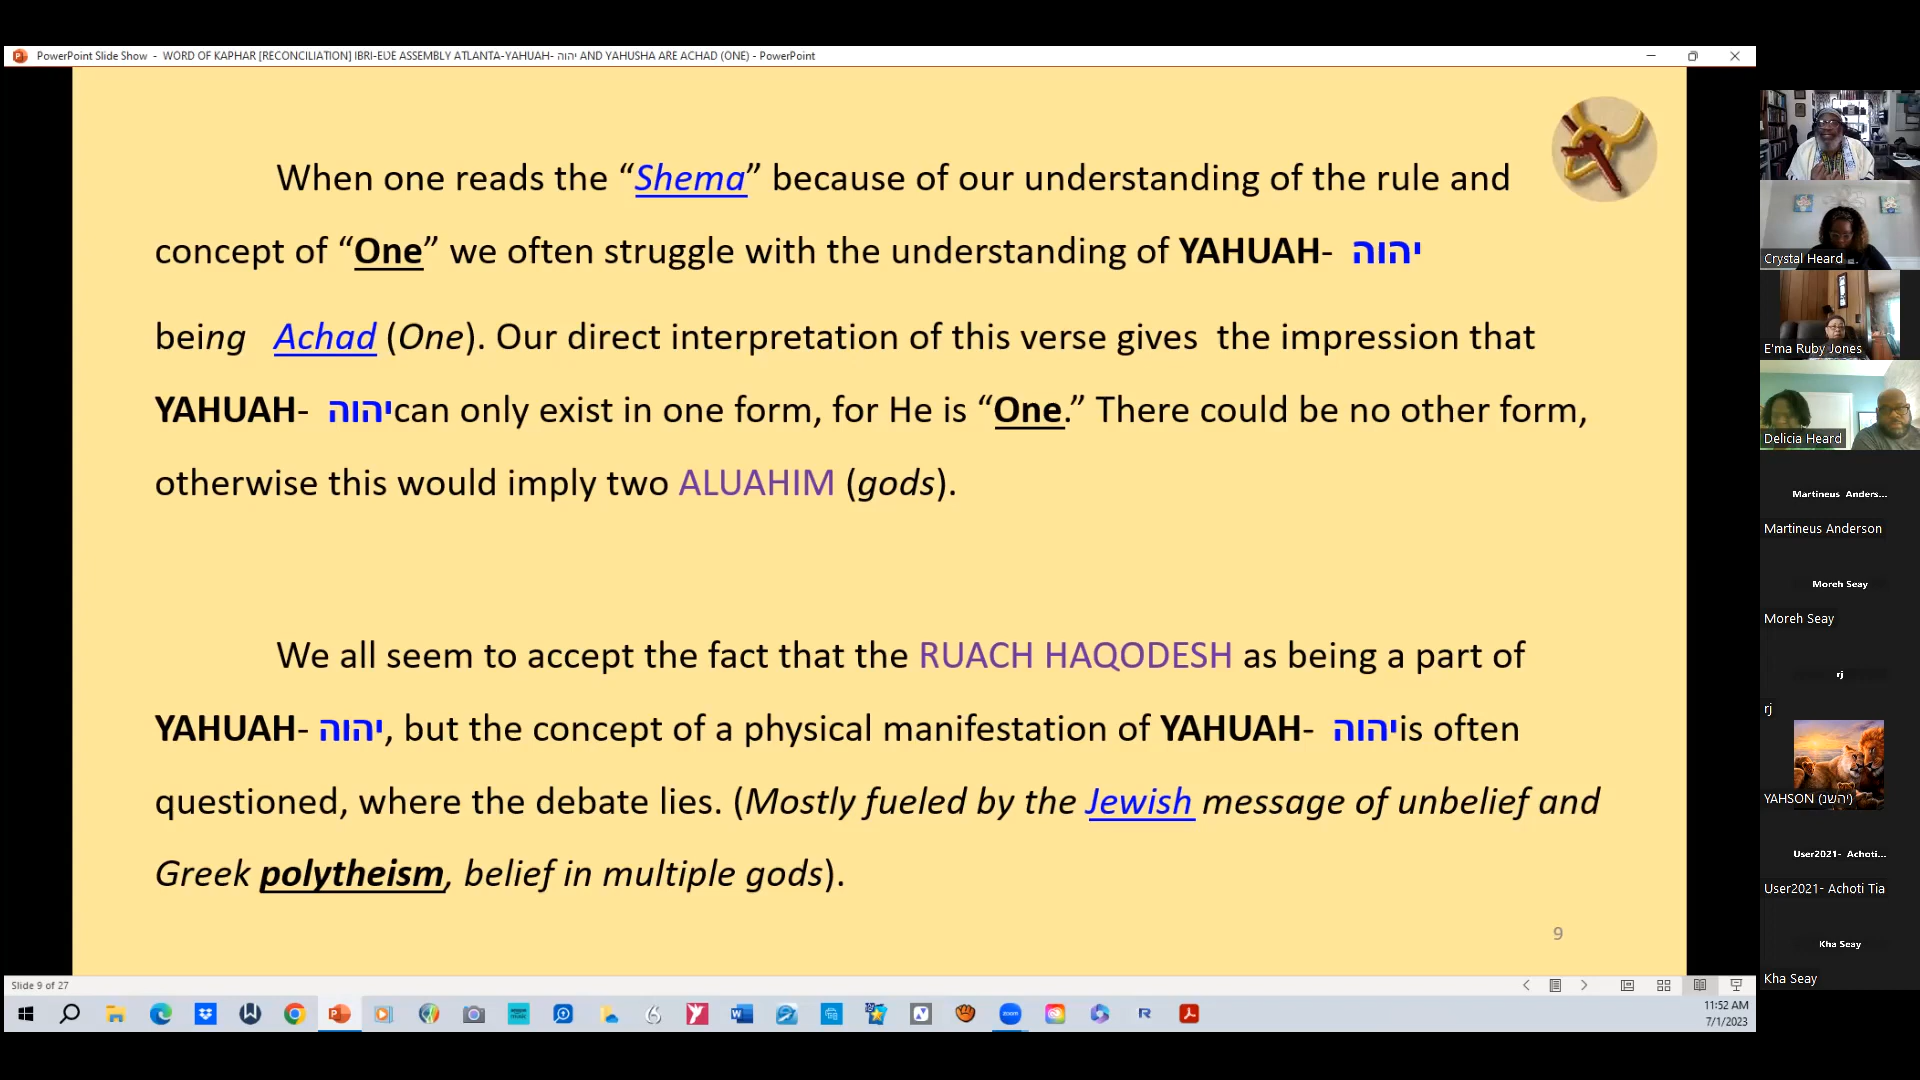 PowerPoint Slide Show - WORD OF KAPHAR [RECONCILIATION] IBRI-EUE ASSEMBLY ATLANTA-YAHUAH- יהוה AND YAHUSHA ARE ACHAD (ONE) - PowerPoint
When one reads the “Shema” because of our understanding of the rule and
concept of “One” we often struggle with the understanding of YAHUAH- יהוה
being Achad (One). Our direct interpretation of this verse gives the impression that
YAHUAH- יהוה can only exist in one form, for He is “One.” There could be no other form,
otherwise this would imply two ALUAHIM (gods).
We all seem to accept the fact that the RUACH HAQODESH as being a part of
YAHUAH- יהוה, but the concept of a physical manifestation of YAHUAH- יהוה is often
questioned, where the debate lies. (Mostly fueled by the Jewish message of unbelief and
Greek polytheism, belief in multiple gods).
9
Slide 9 of 27
zoom
11:52 AM
7/1/2023
Crystal Heard
E'ma Ruby Jones
Delicia Heard
Martineus Anders...
Martineus Anderson
Moreh Seay
Moreh Seay
rj
rj
YAHSON (יהשנ)
User2021- Achoti...
User2021- Achoti Tia
Kha Seay
Kha Seay